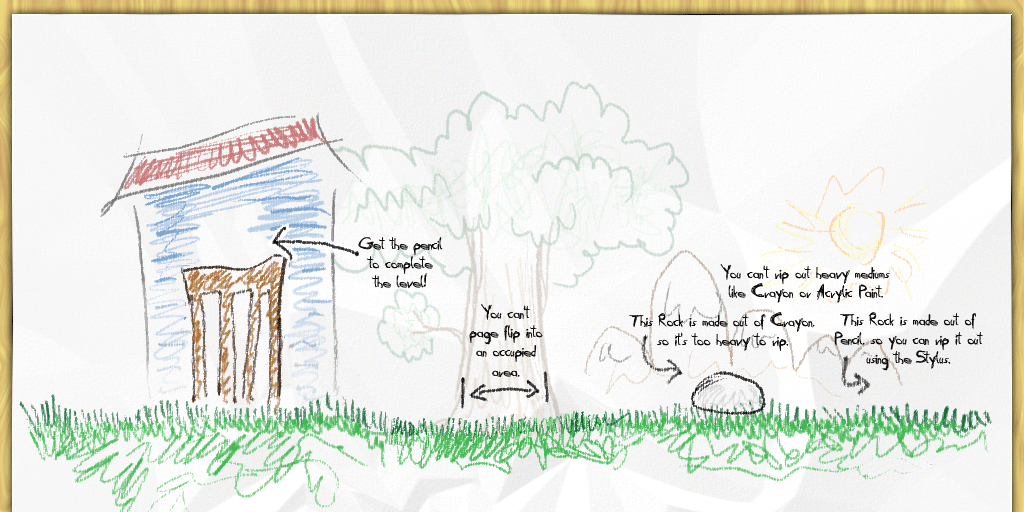 Get the pencil
to complete
the level!
You can't
page flip into
an occupied
area.
You can't rip out heavy mediums
like Crayon or Acrylic Paint.
This Rock is made out of Crayon,
so it's too heavy to rip.
This Rock is made out of
Pencil, so you can rip it out
using the Stylus.